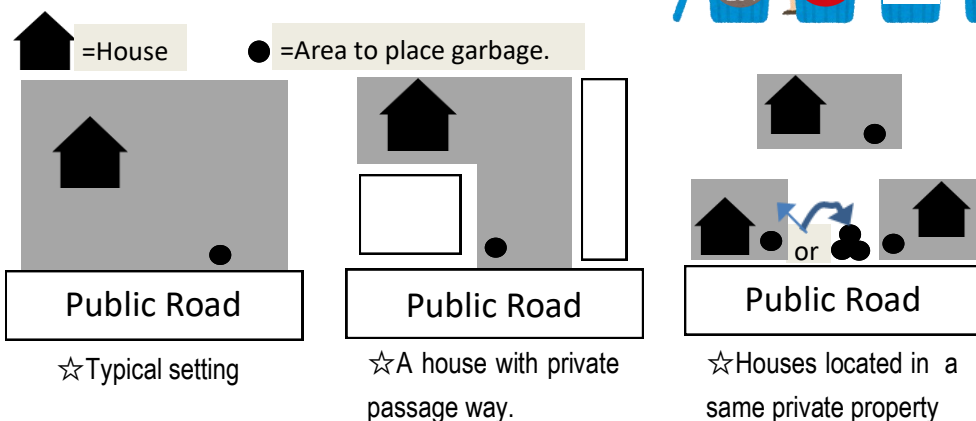 =House
=Area to place garbage.
or
Public Road
Public Road
Public Road
☆Typical setting
☆A house with private
passage way.
☆Houses located in a
same private property